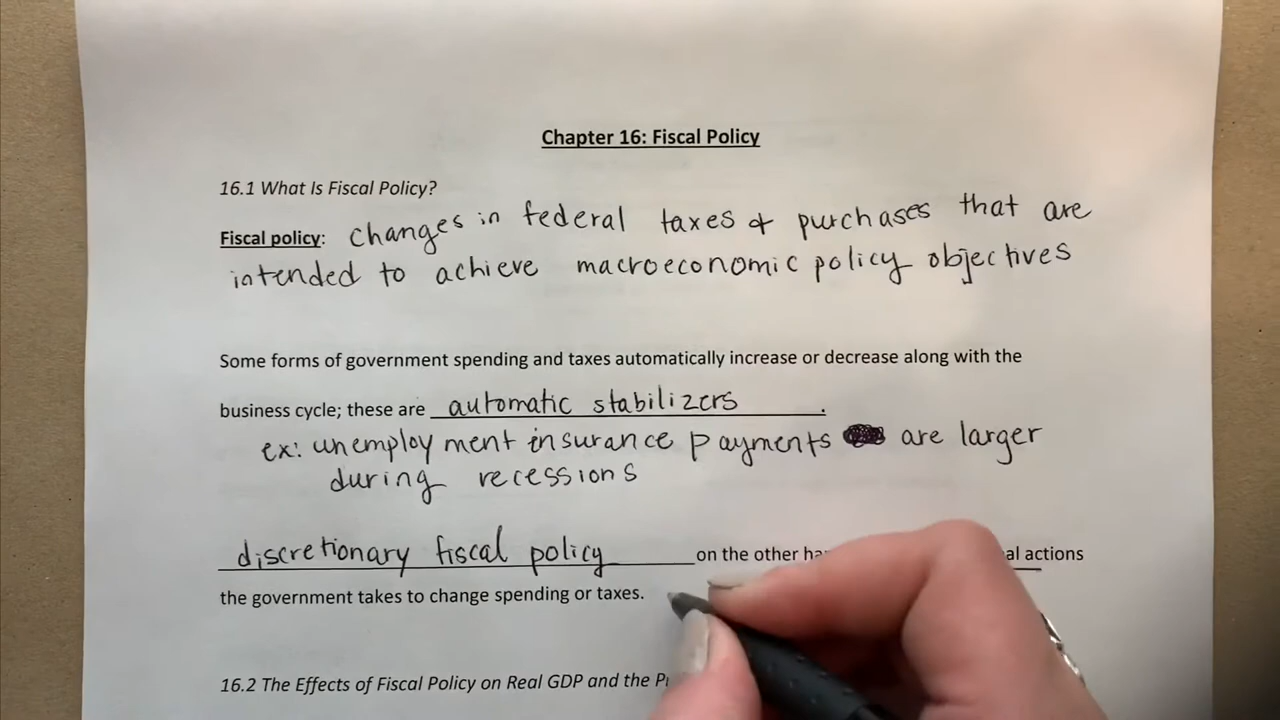 Chapter 16: Fiscal Policy
16.1 What Is Fiscal Policy?
Fiscal policy: changes in federal taxes & purchases that are
intended to achieve macroeconomic policy objectives
Some forms of government spending and taxes automatically increase or decrease along with the
business cycle; these are automatic stabilizers.
ex: unemployment insurance payments are larger
during recessions
discretionary fiscal policy on the other actions
the government takes to change spending or taxes.
16.2 The Effects of Fiscal Policy on Real GDP and the